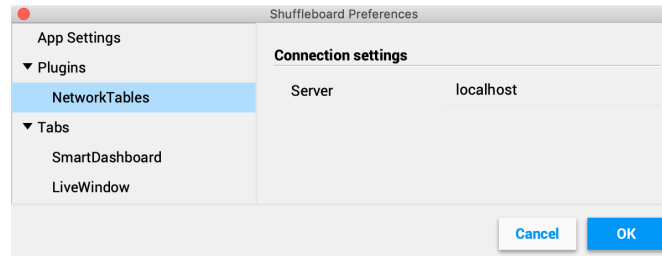 Shuffleboard Preferences
App Settings
Plugins
NetworkTables
Tabs
SmartDashboard
LiveWindow
Connection settings
Server localhost
Cancel OK